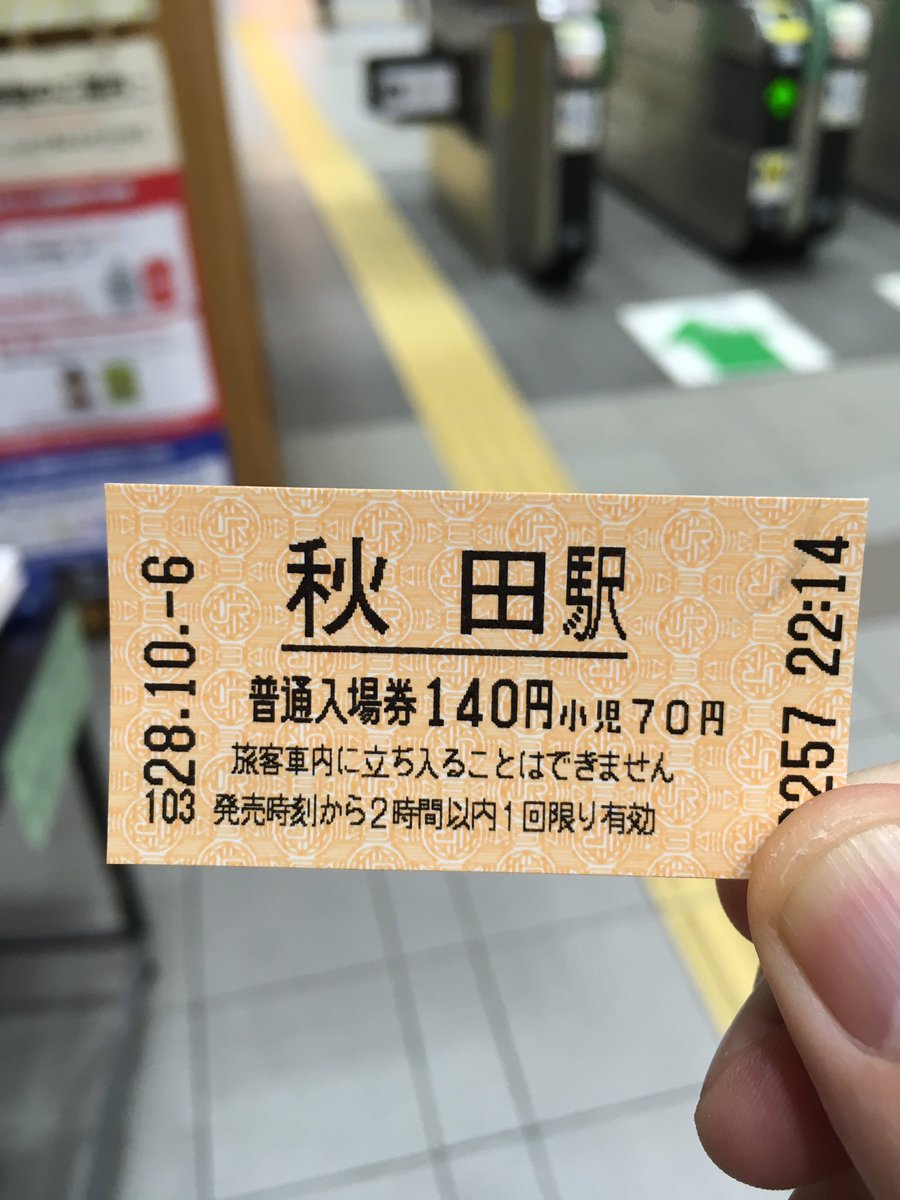 秋田駅
普通入場券140円小児70円
旅客車内に立ち入ることはできません
発売時刻から2時間以内1回限り有効
28.10.-6
103
257 22:14